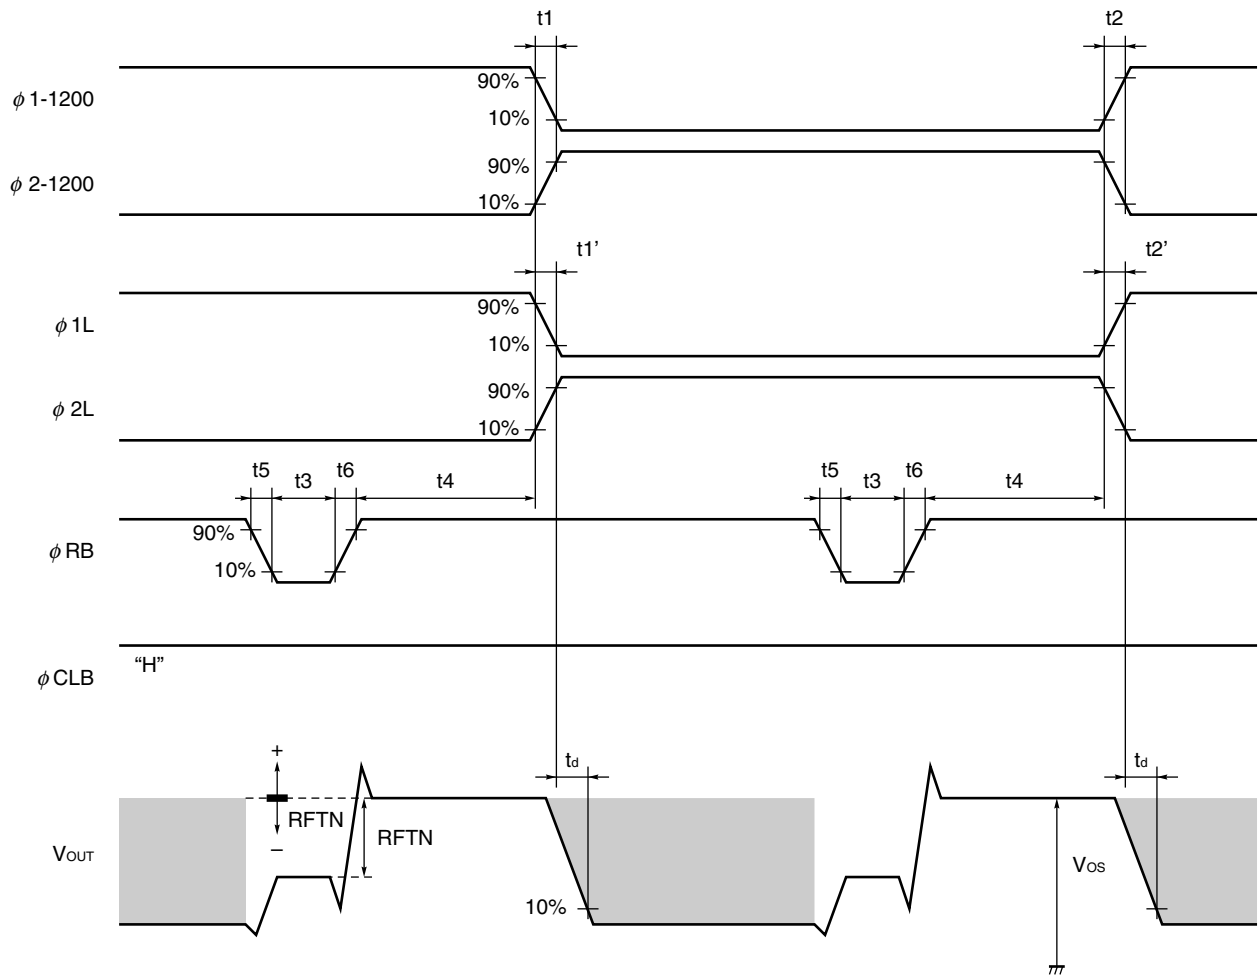 t1 t2
90%
ϕ 1-1200
10%
90%
ϕ 2-1200
10%
t1’ t2’
90%
ϕ 1L
10%
90%
ϕ 2L
10%
t5 t3 t6 t4 t5 t3 t6 t4
90%
ϕ RB
10%
“H”
ϕ CLB
+
td td
RFTN
RFTN
–
VOUT
VOS
10%